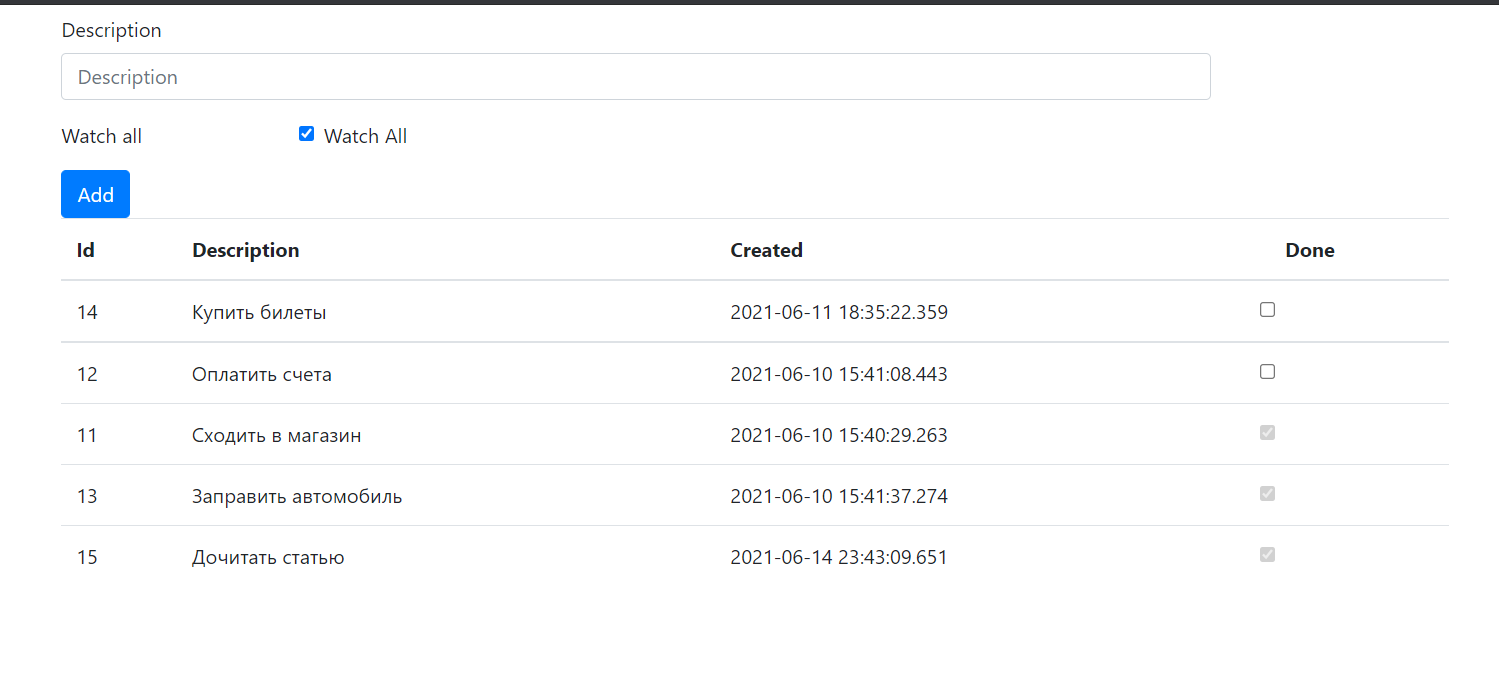 Description
Description
Watch all Watch All
Add
Id Description Created Done
14 Купить билеты 2021-06-11 18:35:22.359
12 Оплатить счета 2021-06-10 15:41:08.443
11 Сходить в магазин 2021-06-10 15:40:29.263
13 Заправить автомобиль 2021-06-10 15:41:37.274
15 Дочитать статью 2021-06-14 23:43:09.651